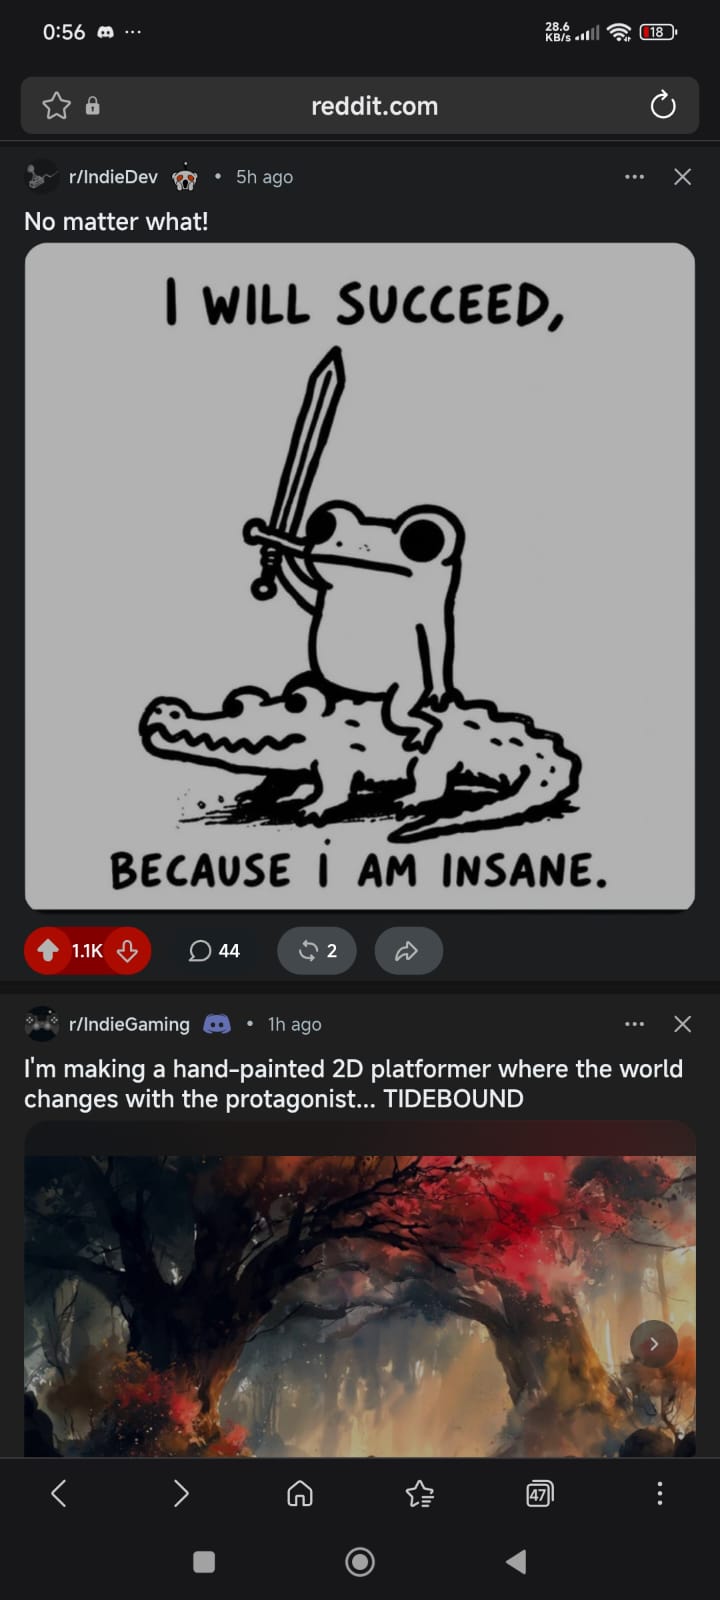 0:56
28.6
KB/s
18
reddit.com
r/IndieDev • 5h ago
No matter what!
I WILL SUCCEED,
BECAUSE i AM INSANE.
1.1K
44
2
r/IndieGaming • 1h ago
I'm making a hand-painted 2D platformer where the world
changes with the protagonist... TIDEBOUND
47